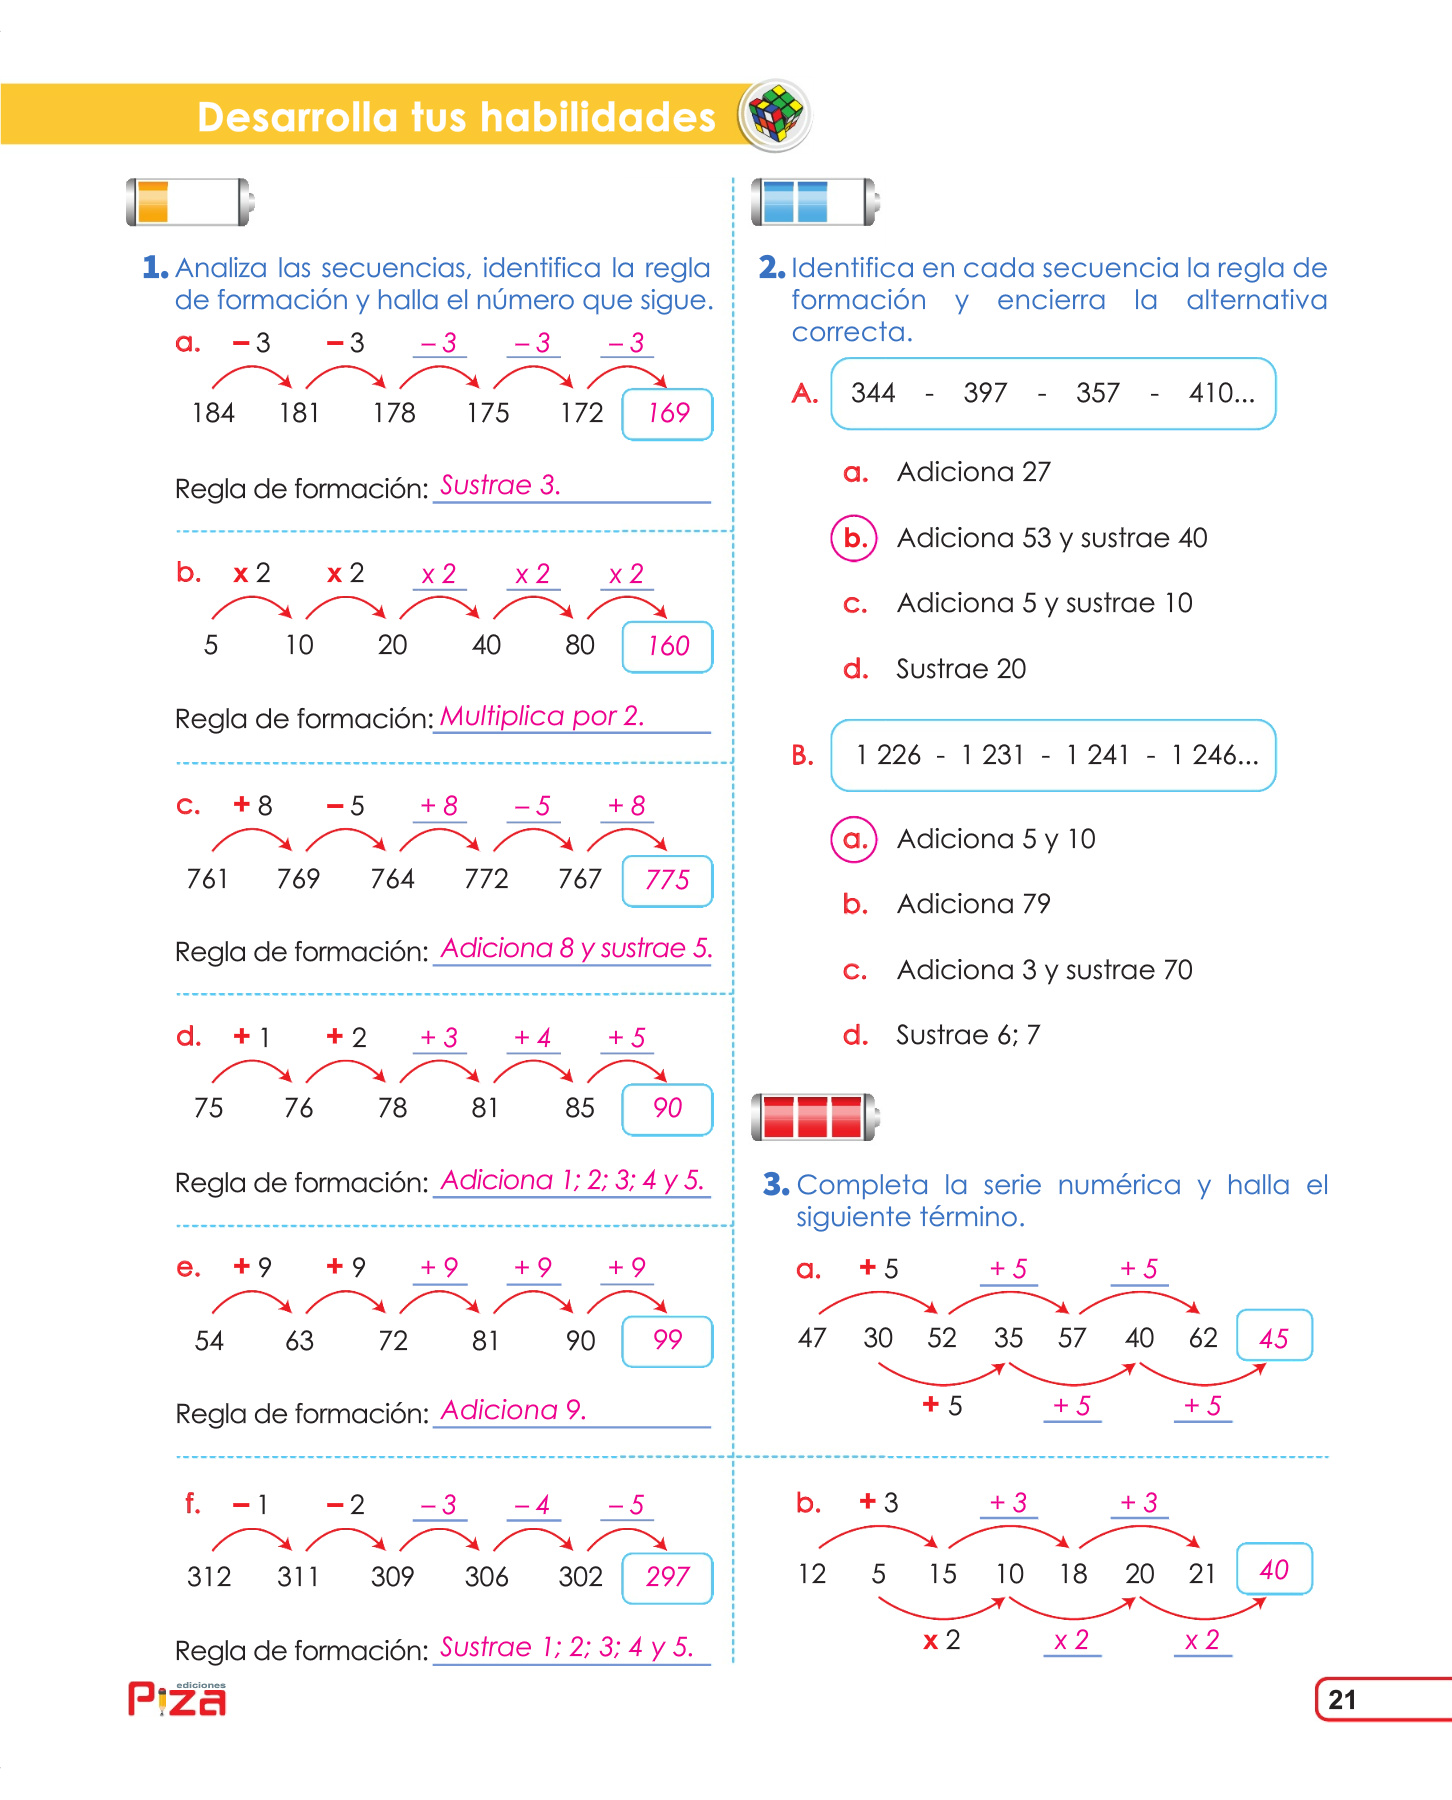 Desarrolla tus habilidades
1. Analiza las secuencias, identifica la regla
de formación y halla el número que sigue.
a. – 3 – 3 – 3 – 3 – 3
184 181 178 175 172 169
Regla de formación: Sustrae 3.
b. x 2 x 2 x 2 x 2 x 2
5 10 20 40 80 160
Regla de formación: Multiplica por 2.
c. + 8 – 5 + 8 – 5 + 8
761 769 764 772 767 775
Regla de formación: Adiciona 8 y sustrae 5.
d. + 1 + 2 + 3 + 4 + 5
75 76 78 81 85 90
Regla de formación: Adiciona 1; 2; 3; 4 y 5.
e. + 9 + 9 + 9 + 9 + 9
54 63 72 81 90 99
Regla de formación: Adiciona 9.
f. – 1 – 2 – 3 – 4 – 5
312 311 309 306 302 297
Regla de formación: Sustrae 1; 2; 3; 4 y 5.
2. Identifica en cada secuencia la regla de
formación y encierra la alternativa
correcta.
A. 344 - 397 - 357 - 410...
a. Adiciona 27
b. Adiciona 53 y sustrae 40
c. Adiciona 5 y sustrae 10
d. Sustrae 20
B. 1 226 - 1 231 - 1 241 - 1 246...
a. Adiciona 5 y 10
b. Adiciona 79
c. Adiciona 3 y sustrae 70
d. Sustrae 6; 7
3. Completa la serie numérica y halla el
siguiente término.
a. + 5 + 5 + 5
47 30 52 35 57 40 62 45
+ 5 + 5 + 5
b. + 3 + 3 + 3
12 5 15 10 18 20 21 40
x 2 x 2 x 2
ediciones
Piza
21